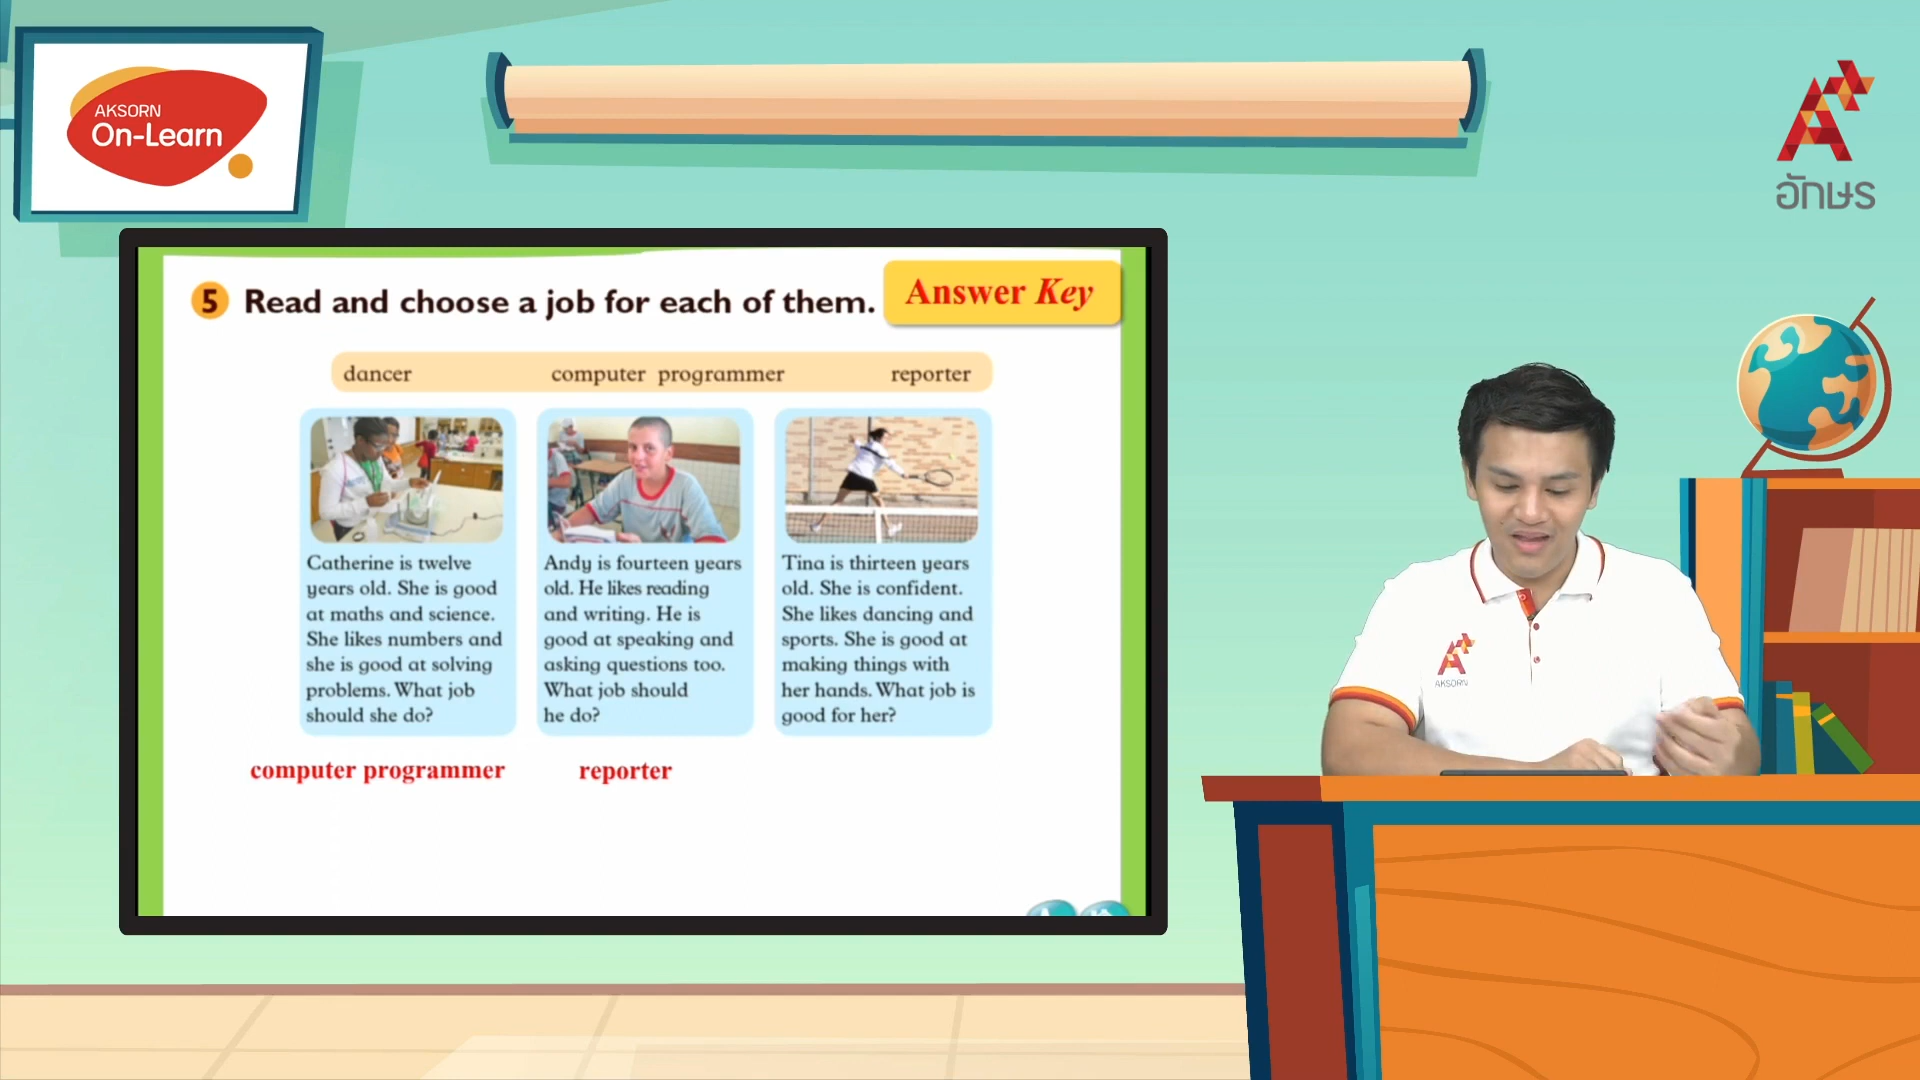 AKSORN
On-Learn
อักษร
5 Read and choose a job for each of them.
Answer Key
dancer computer programmer reporter
Catherine is twelve
years old. She is good
at maths and science.
She likes numbers and
she is good at solving
problems. What job
should she do?
Andy is fourteen years
old. He likes reading
and writing. He is
good at speaking and
asking questions too.
What job should
he do?
Tina is thirteen years
old. She is confident.
She likes dancing and
sports. She is good at
making things with
her hands. What job is
good for her?
computer programmer
reporter
AKSORN